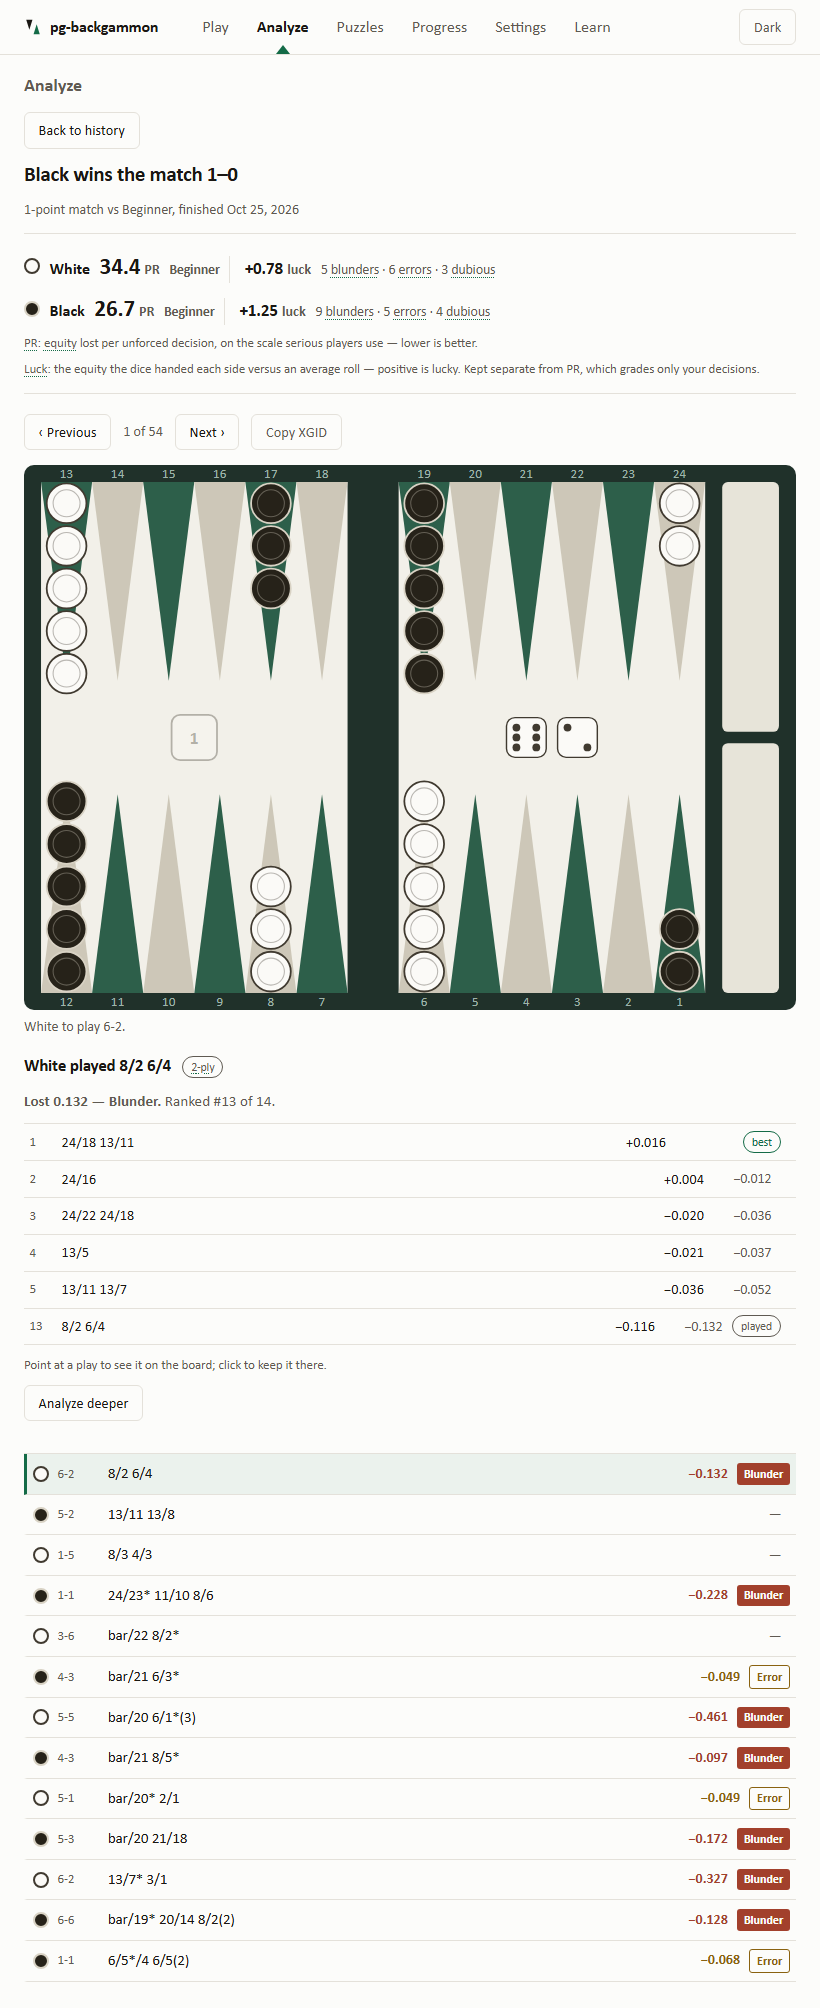 pg-backgammon Play Analyze Puzzles Progress Settings Learn Dark
Analyze
Back to history
Black wins the match 1–0
1-point match vs Beginner, finished Oct 25, 2026
White 34.4 PR Beginner +0.78 luck 5 blunders · 6 errors · 3 dubious
Black 26.7 PR Beginner +1.25 luck 9 blunders · 5 errors · 4 dubious
PR: equity lost per unforced decision, on the scale serious players use — lower is better.
Luck: the equity the dice handed each side versus an average roll — positive is lucky. Kept separate from PR, which grades only your decisions.
‹ Previous 1 of 54 Next › Copy XGID
13 14 15 16 17 18 19 20 21 22 23 24
1
12 11 10 9 8 7 6 5 4 3 2 1
White to play 6-2.
White played 8/2 6/4 2-ply
Lost 0.132 — Blunder. Ranked #13 of 14.
1 24/18 13/11 +0.016 best
2 24/16 +0.004 −0.012
3 24/22 24/18 −0.020 −0.036
4 13/5 −0.021 −0.037
5 13/11 13/7 −0.036 −0.052
13 8/2 6/4 −0.116 −0.132 played
Point at a play to see it on the board; click to keep it there.
Analyze deeper
6-2 8/2 6/4 −0.132 Blunder
5-2 13/11 13/8 —
1-5 8/3 4/3 —
1-1 24/23* 11/10 8/6 −0.228 Blunder
3-6 bar/22 8/2* —
4-3 bar/21 6/3* −0.049 Error
5-5 bar/20 6/1*(3) −0.461 Blunder
4-3 bar/21 8/5* −0.097 Blunder
5-1 bar/20* 2/1 −0.049 Error
5-3 bar/20 21/18 −0.172 Blunder
6-2 13/7* 3/1 −0.327 Blunder
6-6 bar/19* 20/14 8/2(2) −0.128 Blunder
1-1 6/5*/4 6/5(2) −0.068 Error